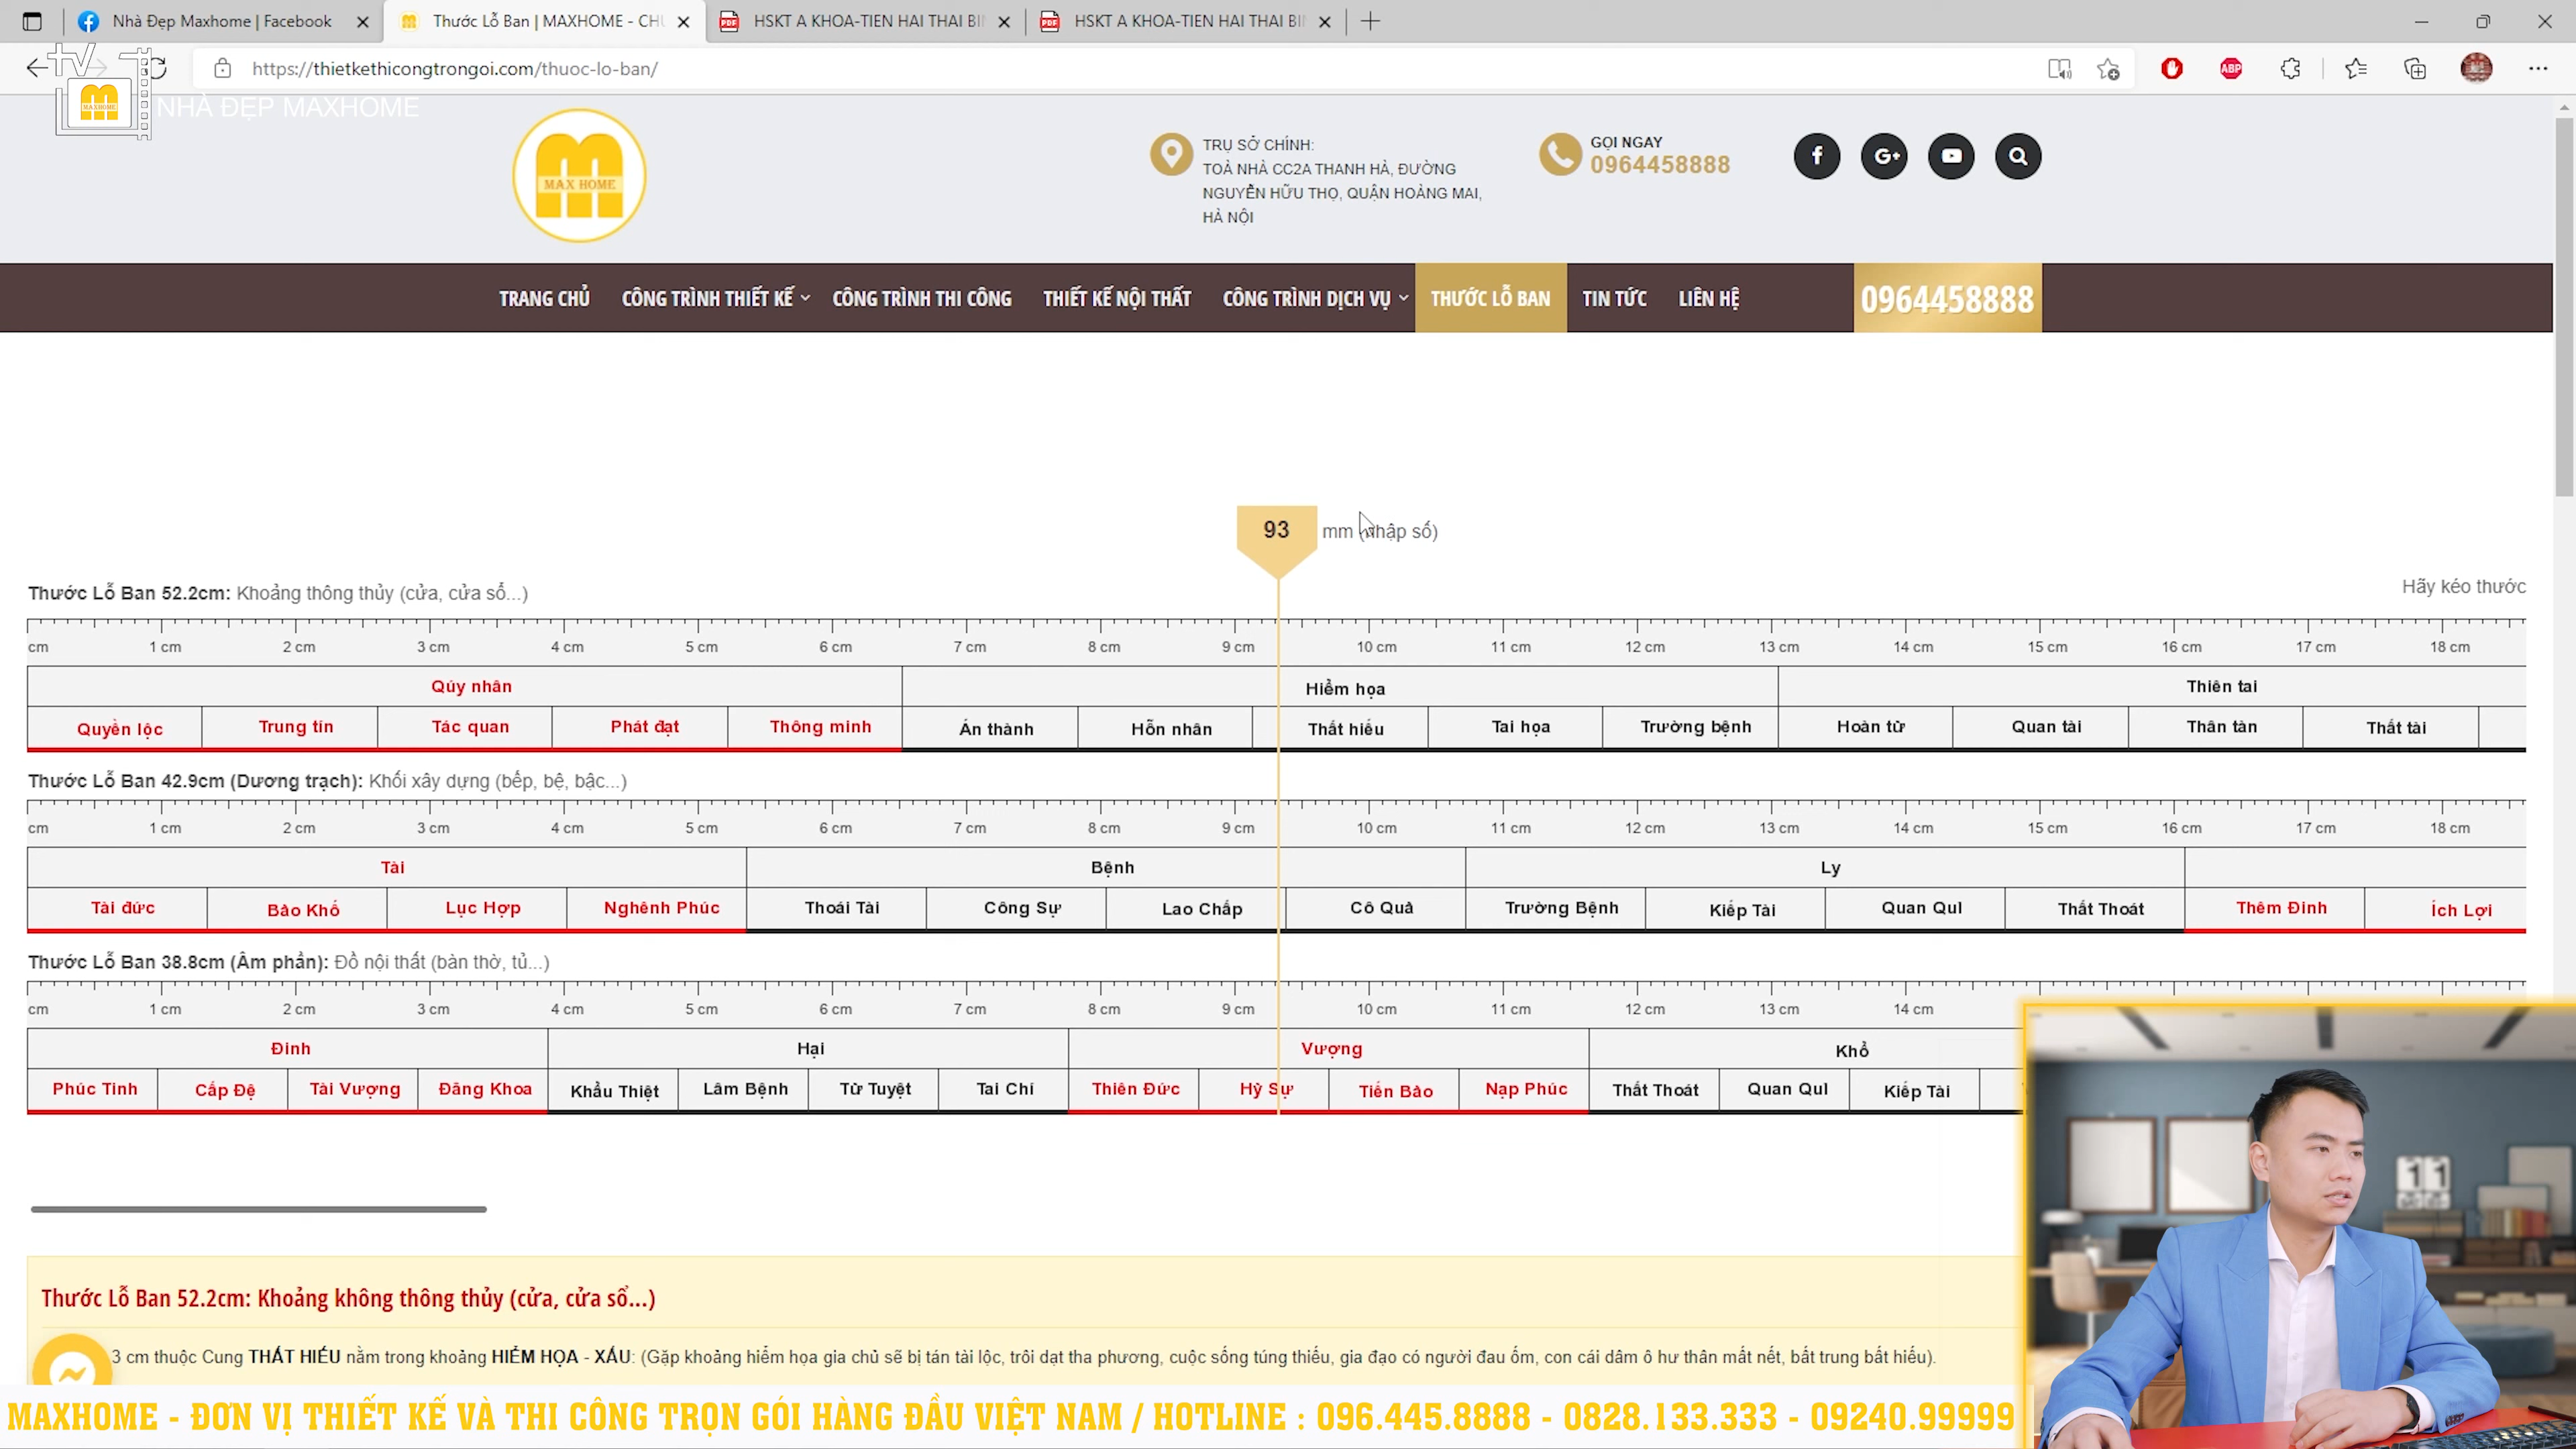 Nhà Đẹp Maxhome | Facebook
Thước Lỗ Ban | MAXHOME - CHU
HSKT A KHOA-TIEN HAI THAI BIN
HSKT A KHOA-TIEN HAI THAI BIN
https://thietkethicongtrongoi.com/thuoc-lo-ban/
TV
MAXHOME
NHÀ ĐẸP MAXHOME
MAX HOME
TRỤ SỞ CHÍNH:
TOÀ NHÀ CC2A THANH HÀ, ĐƯỜNG
NGUYỄN HỮU THỌ, QUẬN HOÀNG MAI,
HÀ NỘI
GỌI NGAY
0964458888
TRANG CHỦ CÔNG TRÌNH THIẾT KẾ CÔNG TRÌNH THI CÔNG THIẾT KẾ NỘI THẤT CÔNG TRÌNH DỊCH VỤ THƯỚC LỖ BAN TIN TỨC LIÊN HỆ 0964458888
93 mm (nhập số)
Thước Lỗ Ban 52.2cm: Khoảng thông thủy (cửa, cửa sổ...)
Hãy kéo thước
cm 1 cm 2 cm 3 cm 4 cm 5 cm 6 cm 7 cm 8 cm 9 cm 10 cm 11 cm 12 cm 13 cm 14 cm 15 cm 16 cm 17 cm 18 cm
Qúy nhân Hiểm họa Thiên tai
Quyền lộc Trung tín Tác quan Phát đạt Thông minh Án thành Hỗn nhân Thất hiếu Tai họa Trường bệnh Hoàn tử Quan tài Thân tàn Thất tài
Thước Lỗ Ban 42.9cm (Dương trạch): Khối xây dựng (bếp, bệ, bậc...)
cm 1 cm 2 cm 3 cm 4 cm 5 cm 6 cm 7 cm 8 cm 9 cm 10 cm 11 cm 12 cm 13 cm 14 cm 15 cm 16 cm 17 cm 18 cm
Tài Bệnh Ly
Tài đức Bảo Khố Lục Hợp Nghênh Phúc Thoái Tài Công Sự Lao Chấp Cô Quả Trường Bệnh Kiếp Tài Quan Quỉ Thất Thoát Thêm Đinh Ích Lợi
Thước Lỗ Ban 38.8cm (Âm phần): Đồ nội thất (bàn thờ, tủ...)
cm 1 cm 2 cm 3 cm 4 cm 5 cm 6 cm 7 cm 8 cm 9 cm 10 cm 11 cm 12 cm 13 cm 14 cm
Đinh Hại Vượng Khổ
Phúc Tinh Cấp Đệ Tài Vượng Đăng Khoa Khẩu Thiệt Lâm Bệnh Tử Tuyệt Tai Chí Thiên Đức Hỷ Sự Tiến Bảo Nạp Phúc Thất Thoát Quan Quỉ Kiếp Tài
Thước Lỗ Ban 52.2cm: Khoảng không thông thủy (cửa, cửa sổ...)
3 cm thuộc Cung THẤT HIẾU nằm trong khoảng HIỂM HỌA - XẤU: (Gặp khoảng hiểm họa gia chủ sẽ bị tán tài lộc, trôi dạt tha phương, cuộc sống túng thiếu, gia đạo có người đau ốm, con cái dâm ô hư thân mất nết, bất trung bất hiếu).
MAXHOME - ĐƠN VỊ THIẾT KẾ VÀ THI CÔNG TRỌN GÓI HÀNG ĐẦU VIỆT NAM / HOTLINE : 096.445.8888 - 0828.133.333 - 09240.99999